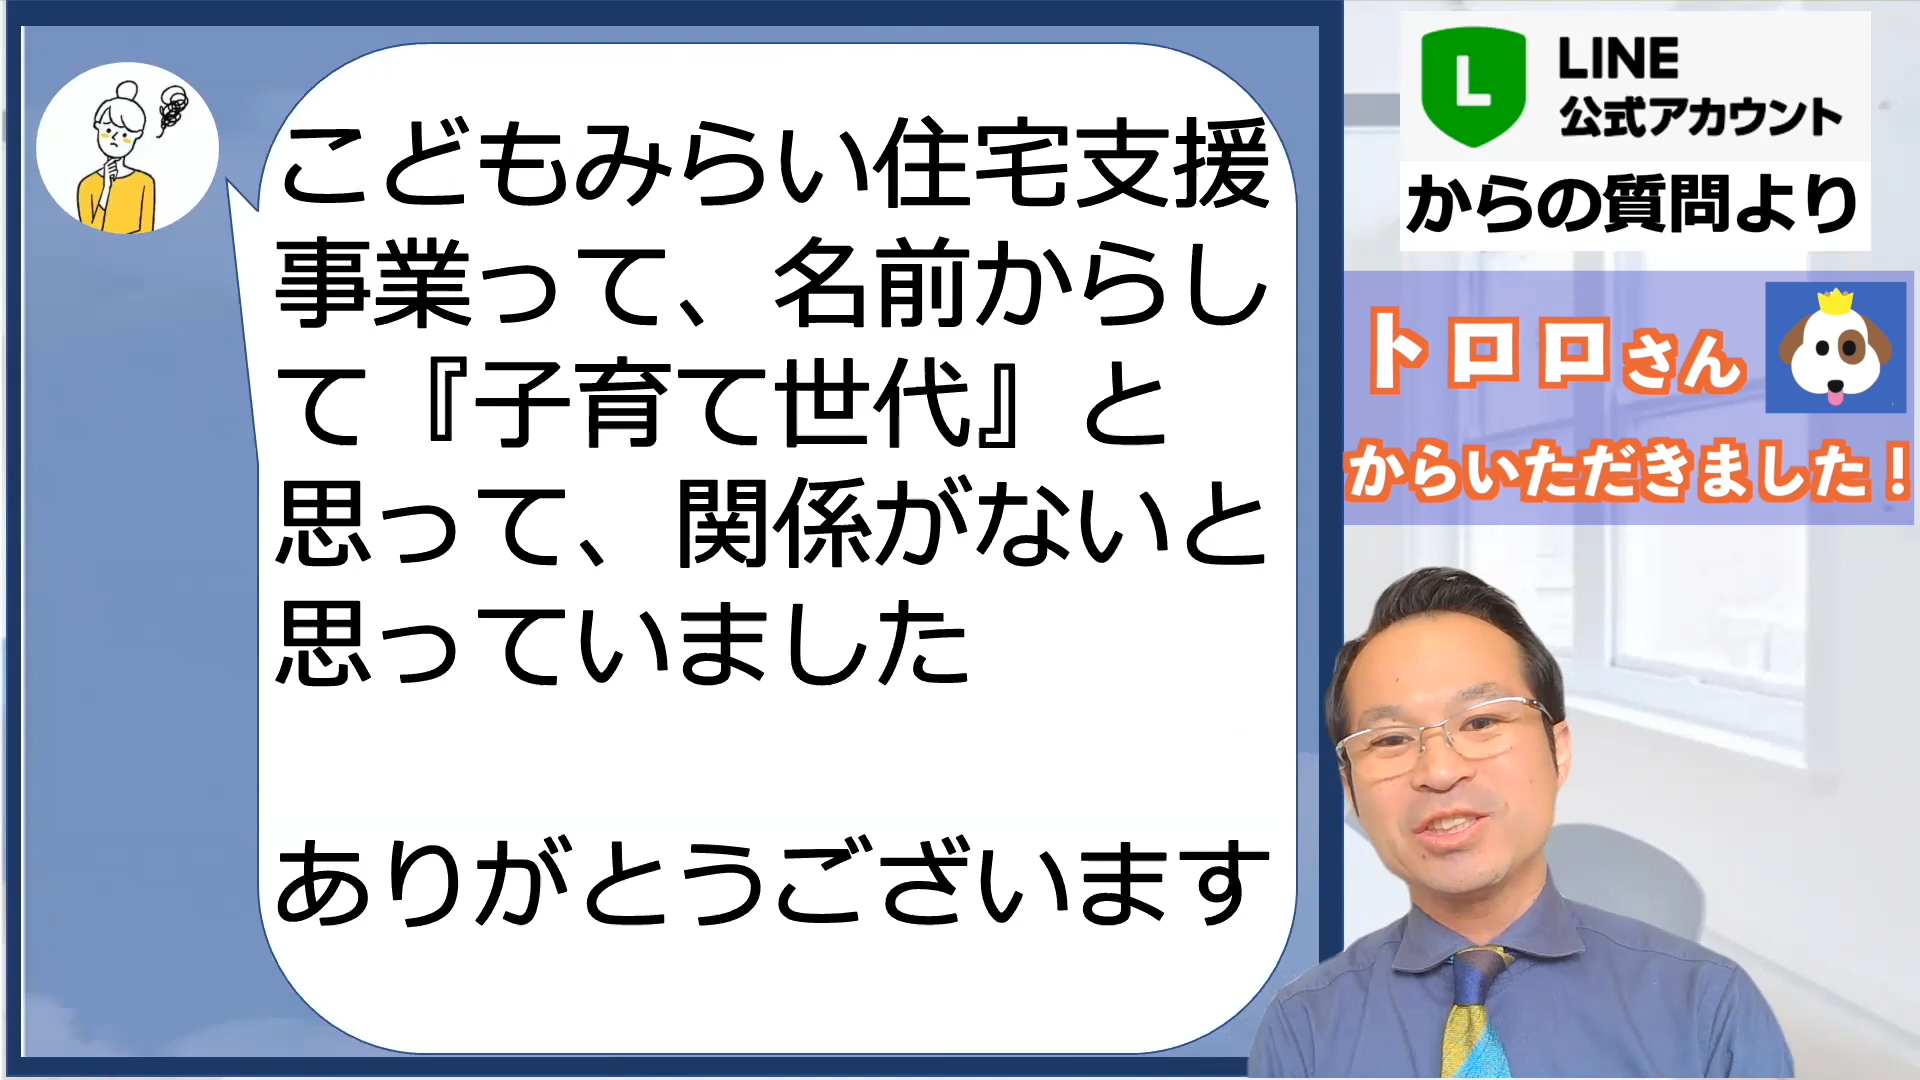 こどもみらい住宅支援
事業って、名前からし
て『子育て世代』と
思って、関係がないと
思っていました
ありがとうございます
L
LINE
公式アカウント
からの質問より
トロロさん
からいただきました！